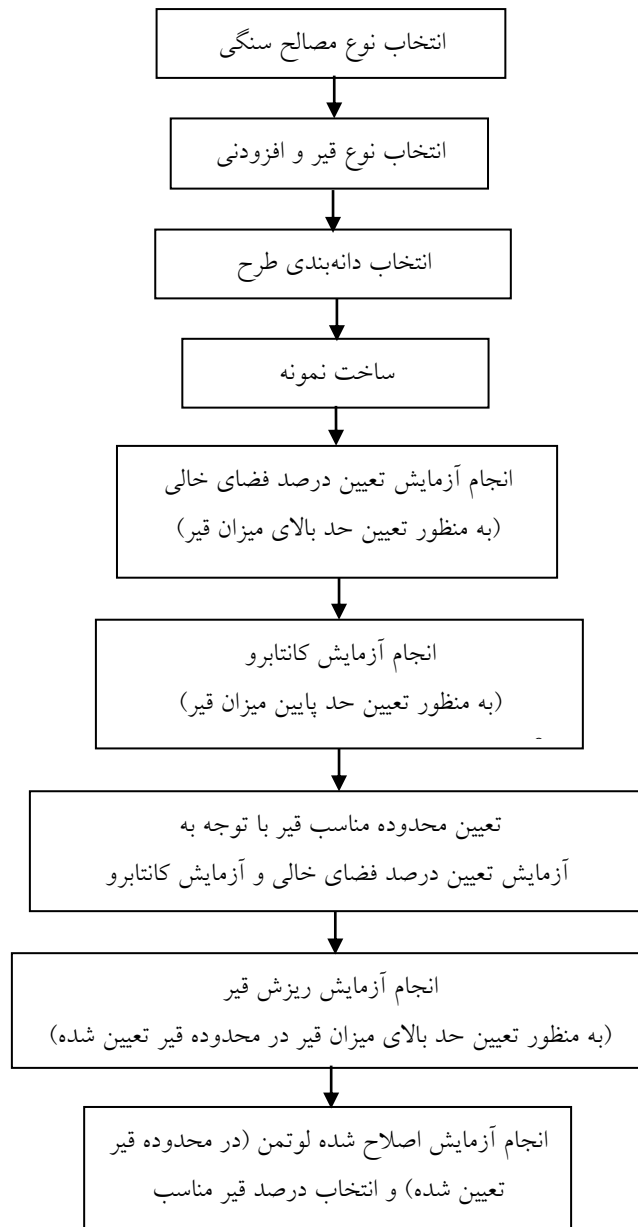 انتخاب نوع مصالح سنگی
انتخاب نوع قیر و افزودنی
انتخاب دانه‌بندی طرح
ساخت نمونه
انجام آزمایش تعیین درصد فضای خالی
(به منظور تعیین حد بالای میزان قیر)
انجام آزمایش کانتابرو
(به منظور تعیین حد پایین میزان قیر)
تعیین محدوده مناسب قیر با توجه به
آزمایش تعیین درصد فضای خالی و آزمایش کانتابرو
انجام آزمایش ریزش قیر
(به منظور تعیین حد بالای میزان قیر در محدوده قیر تعیین شده)
انجام آزمایش اصلاح شده لوتمن (در محدوده قیر
تعیین شده) و انتخاب درصد قیر مناسب